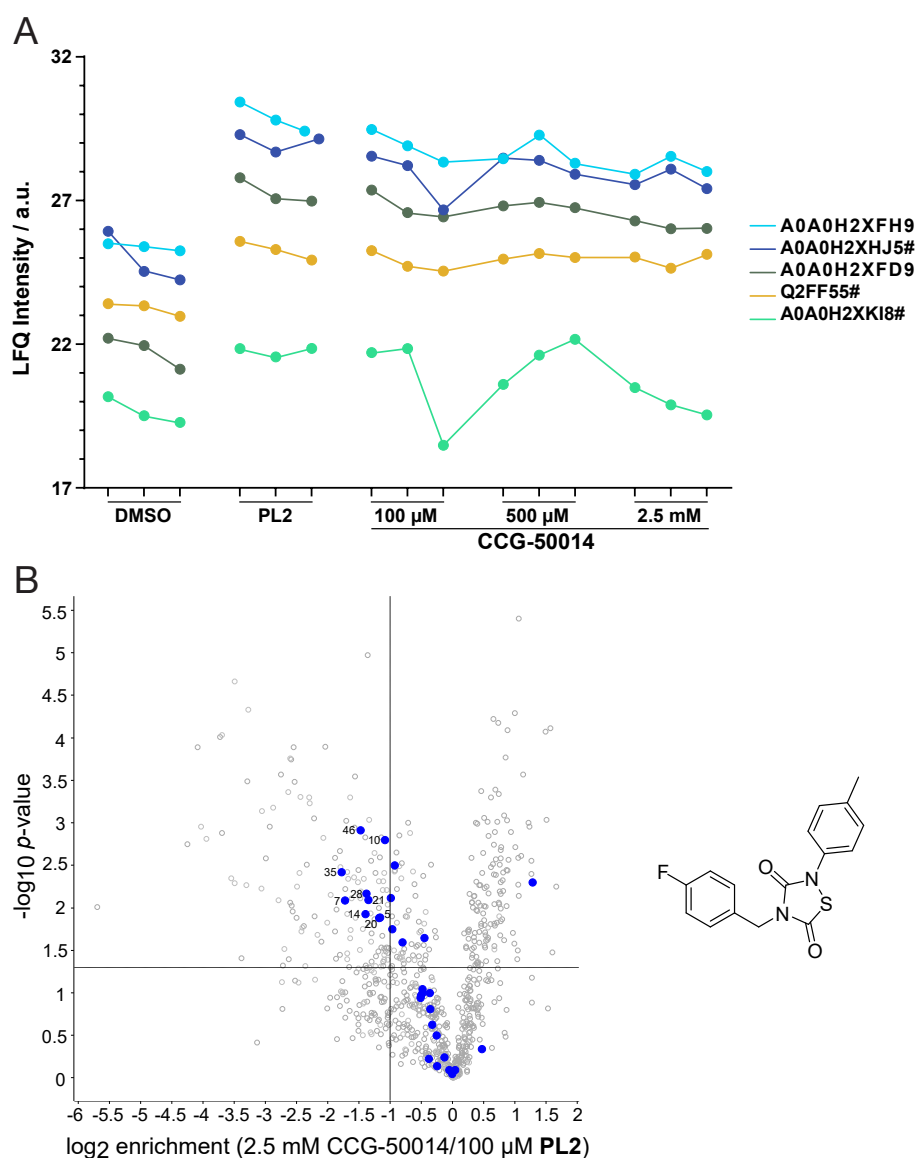 A
32
27
22
17
LFQ Intensity / a.u.
DMSO
PL2
100 µM
500 µM
2.5 mM
CCG-50014
A0A0H2XFH9
A0A0H2XHJ5#
A0A0H2XFD9
Q2FF55#
A0A0H2XKI8#
B
5.5
5
4.5
4
3.5
3
2.5
2
1.5
1
0.5
0
-log10 p-value
46
10
35
28
21
7
14
5
20
-6 -5.5 -5 -4.5 -4 -3.5 -3 -2.5 -2 -1.5 -1 -0.5 0 0.5 1 1.5 2
log2 enrichment (2.5 mM CCG-50014/100 µM PL2)
F
O
N
N
S
O